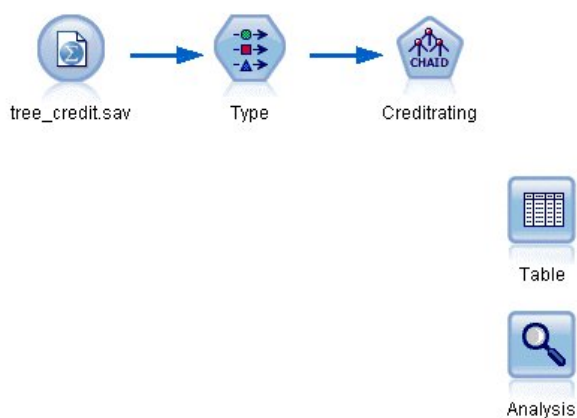 CHAID
tree_credit.sav
Type
Creditrating
Table
Analysis